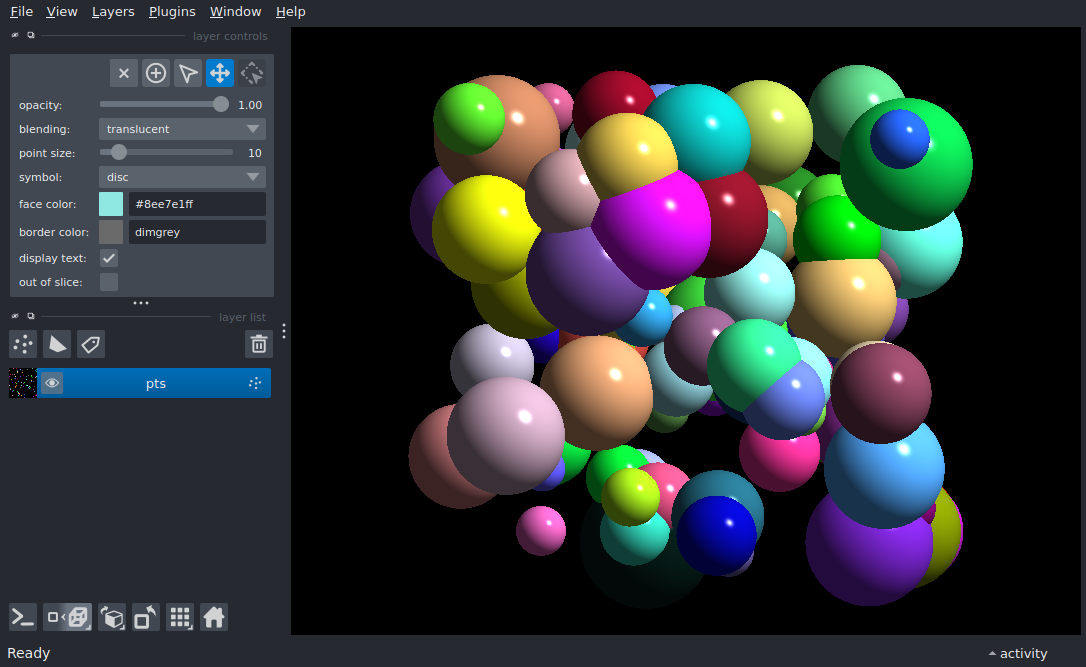 File View Layers Plugins Window Help
layer controls
opacity: 1.00
blending: translucent
point size: 10
symbol: disc
face color: #8ee7e1ff
border color: dimgrey
display text:
out of slice:
layer list
pts
Ready
activity